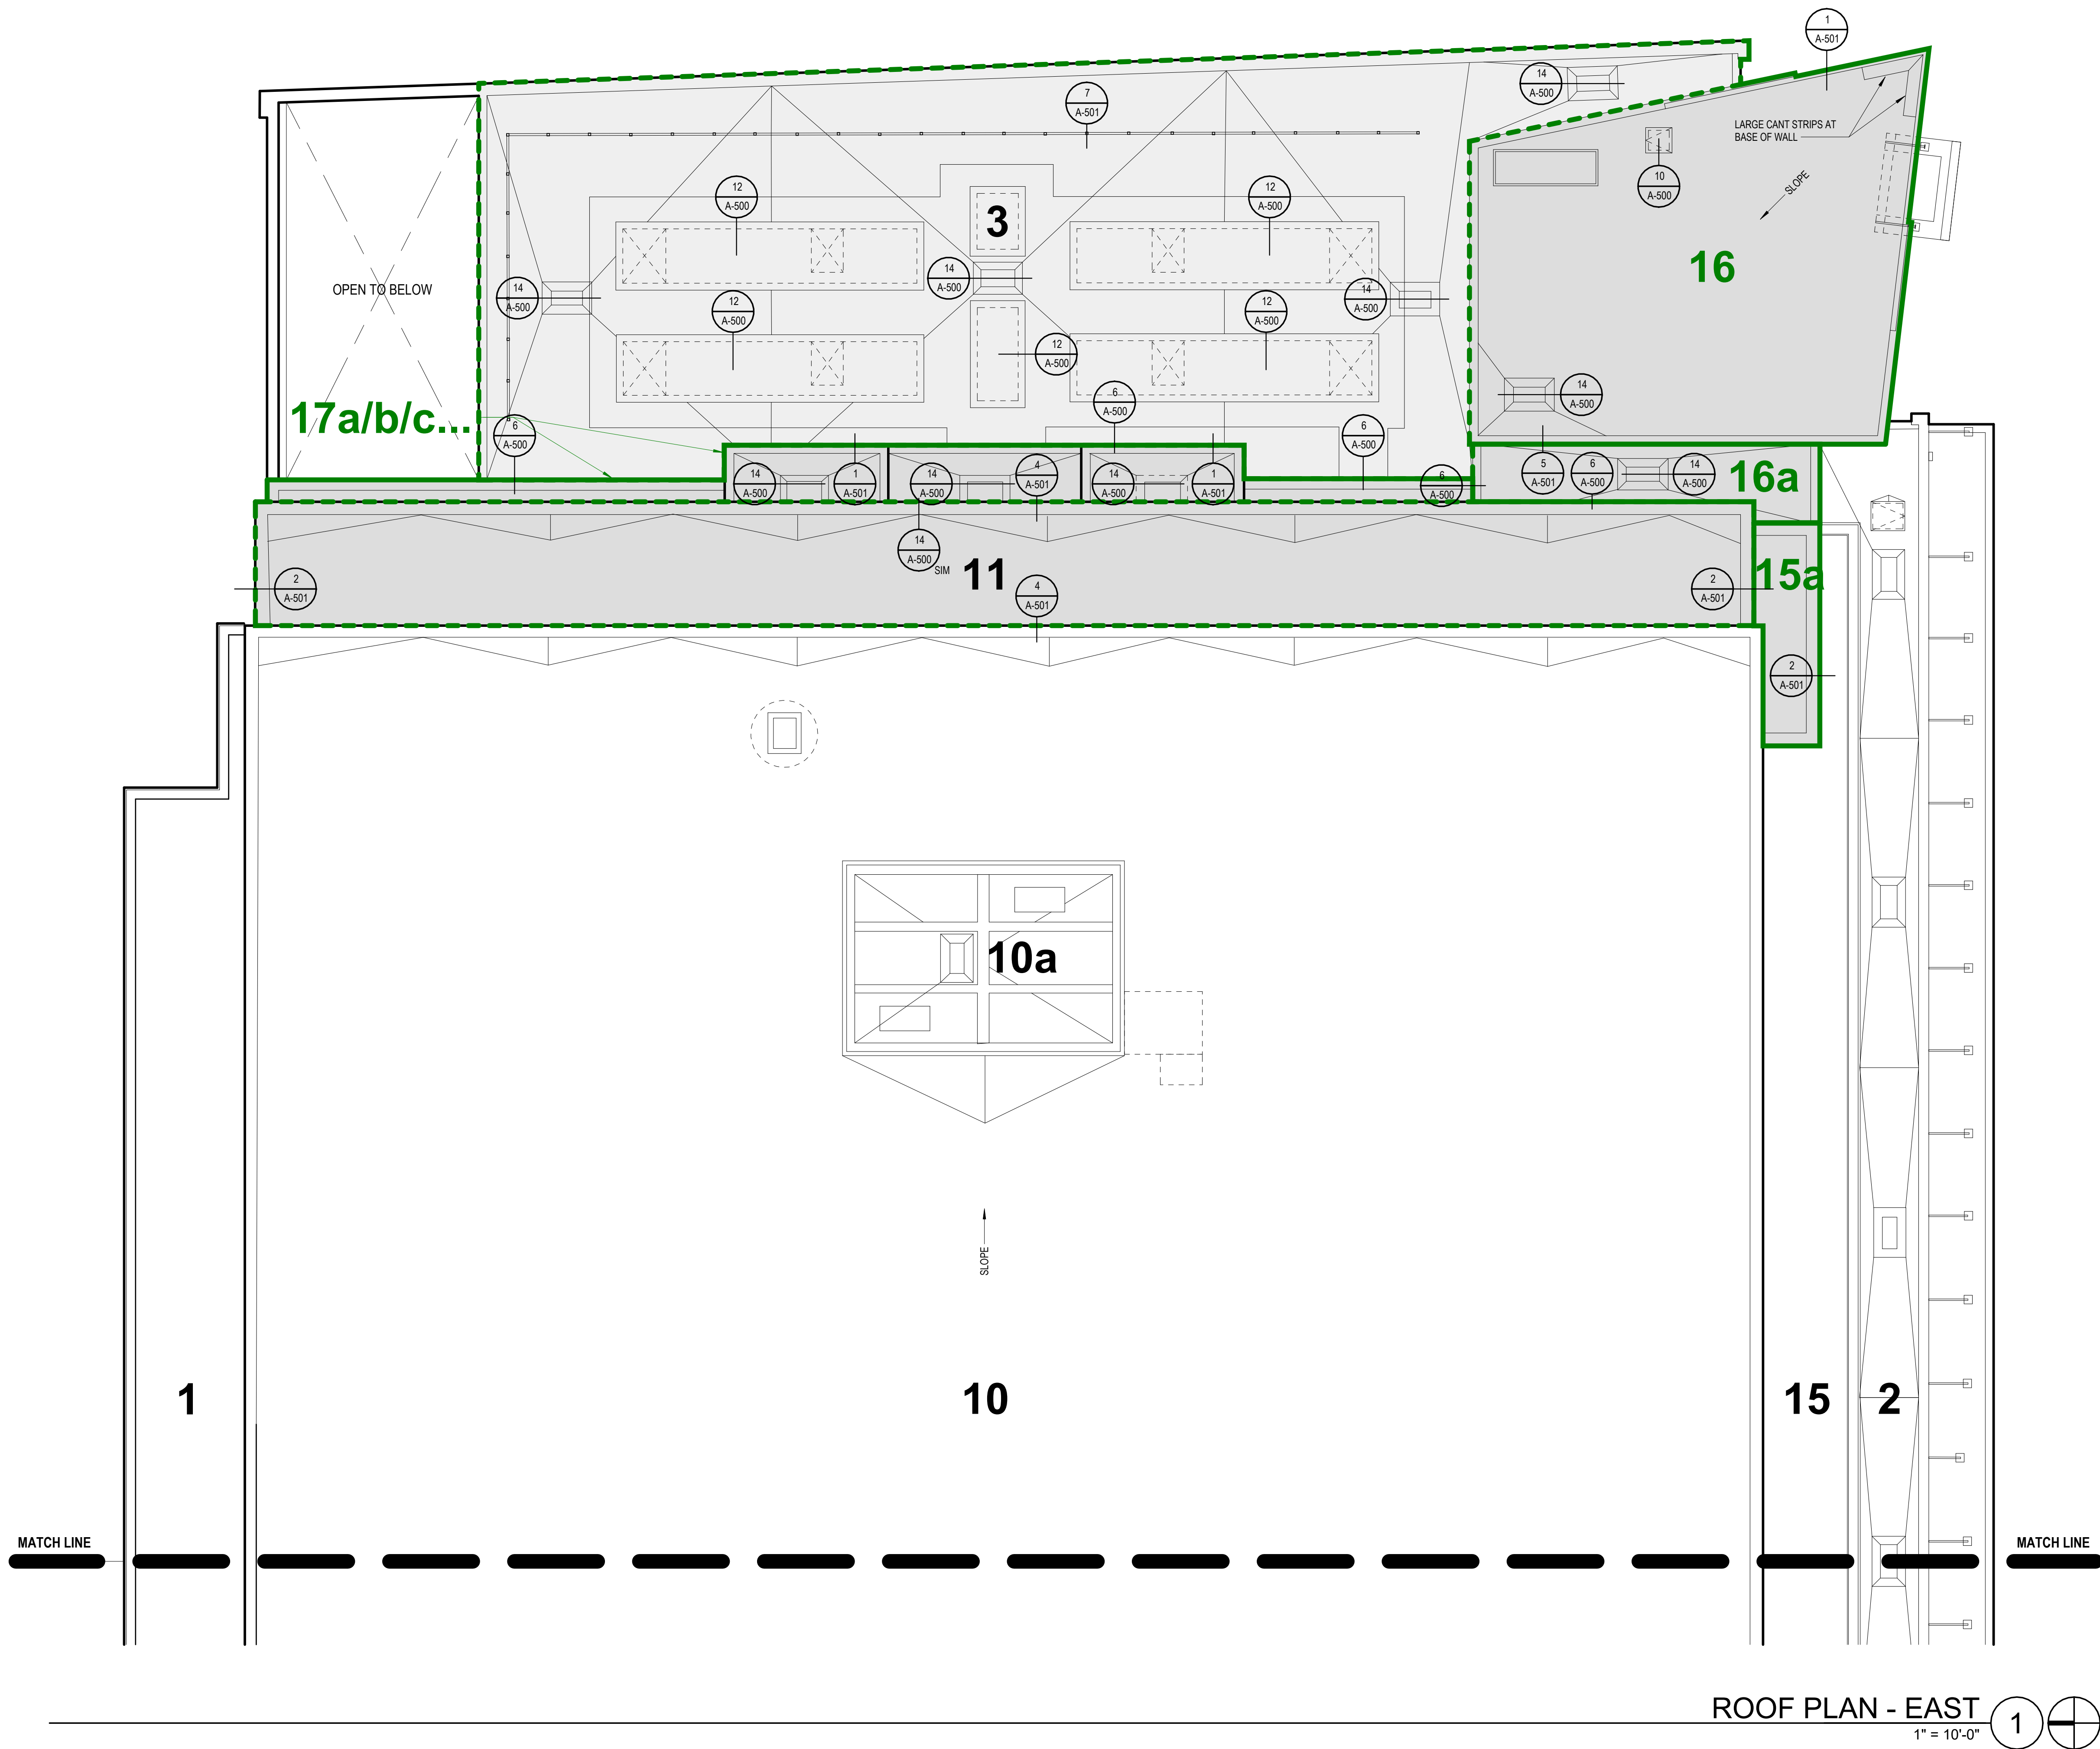 1
A-501
7
A-501
14
A-500
LARGE CANT STRIPS AT
BASE OF WALL
10
A-500
SLOPE
12
A-500
12
A-500
3
16
14
A-500
OPEN TO BELOW
14
A-500
14
A-500
12
A-500
12
A-500
12
A-500
14
A-500
6
A-500
17a/b/c...
6
A-500
6
A-500
14
A-500
1
A-501
14
A-500
4
A-501
14
A-500
1
A-501
6
A-500
5
A-501
6
A-500
14
A-500
16a
14
A-500
SIM
11
2
A-501
4
A-501
2
A-501
15a
2
A-501
10a
SLOPE
1
10
15
2
MATCH LINE
MATCH LINE
ROOF PLAN - EAST
1" = 10'-0"
1